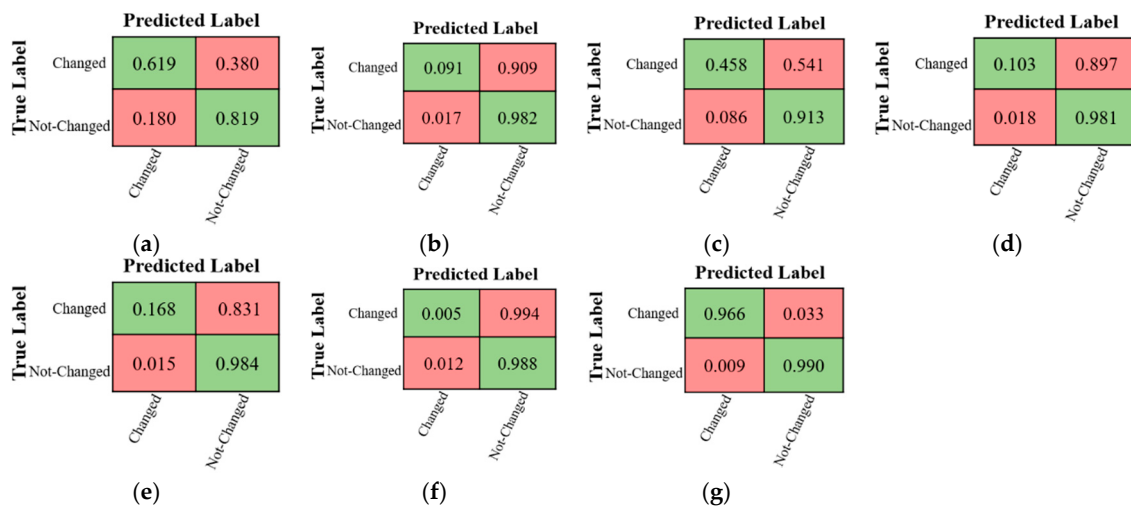 Predicted Label
True Label
Changed 0.619 0.380
Not-Changed 0.180 0.819
Changed Not-Changed
(a)
Predicted Label
True Label
Changed 0.091 0.909
Not-Changed 0.017 0.982
Changed Not-Changed
(b)
Predicted Label
True Label
Changed 0.458 0.541
Not-Changed 0.086 0.913
Changed Not-Changed
(c)
Predicted Label
True Label
Changed 0.103 0.897
Not-Changed 0.018 0.981
Changed Not-Changed
(d)
Predicted Label
True Label
Changed 0.168 0.831
Not-Changed 0.015 0.984
Changed Not-Changed
(e)
Predicted Label
True Label
Changed 0.005 0.994
Not-Changed 0.012 0.988
Changed Not-Changed
(f)
Predicted Label
True Label
Changed 0.966 0.033
Not-Changed 0.009 0.990
Changed Not-Changed
(g)